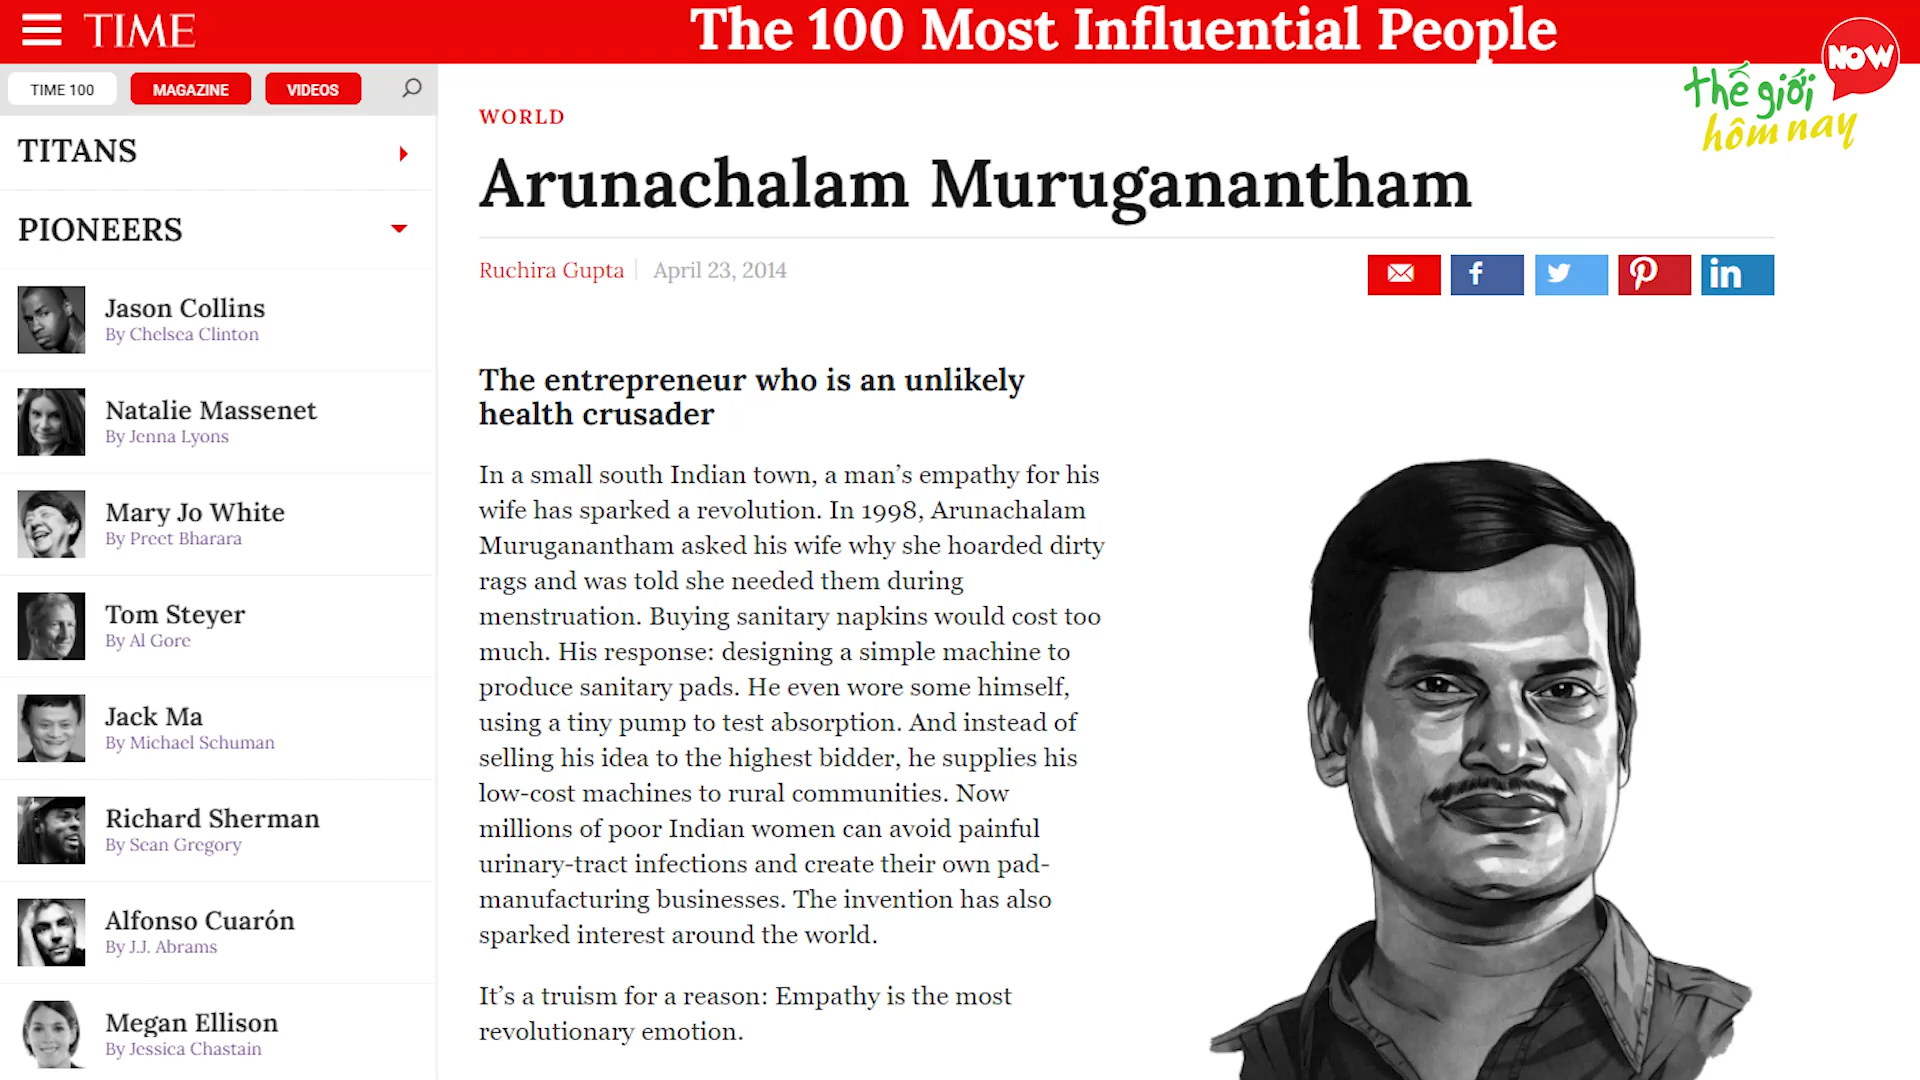 TIME
The 100 Most Influential People
NOW
thế giới
hôm nay
TIME 100
MAGAZINE
VIDEOS
TITANS
PIONEERS
Jason Collins
By Chelsea Clinton
Natalie Massenet
By Jenna Lyons
Mary Jo White
By Preet Bharara
Tom Steyer
By Al Gore
Jack Ma
By Michael Schuman
Richard Sherman
By Sean Gregory
Alfonso Cuarón
By J.J. Abrams
Megan Ellison
By Jessica Chastain
WORLD
Arunachalam Muruganantham
Ruchira Gupta
April 23, 2014
f
in
The entrepreneur who is an unlikely
health crusader
In a small south Indian town, a man’s empathy for his
wife has sparked a revolution. In 1998, Arunachalam
Muruganantham asked his wife why she hoarded dirty
rags and was told she needed them during
menstruation. Buying sanitary napkins would cost too
much. His response: designing a simple machine to
produce sanitary pads. He even wore some himself,
using a tiny pump to test absorption. And instead of
selling his idea to the highest bidder, he supplies his
low-cost machines to rural communities. Now
millions of poor Indian women can avoid painful
urinary-tract infections and create their own pad-
manufacturing businesses. The invention has also
sparked interest around the world.
It’s a truism for a reason: Empathy is the most
revolutionary emotion.